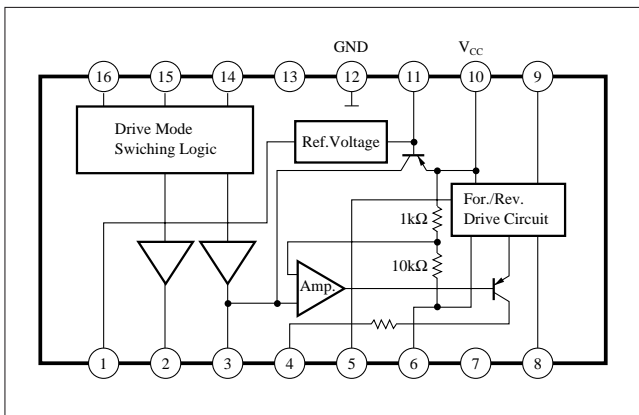 GND
V_CC
16 15 14 13 12 11 10 9
Drive Mode
Swiching Logic
Ref.Voltage
For./Rev.
Drive Circuit
1kΩ
10kΩ
Amp.
1 2 3 4 5 6 7 8